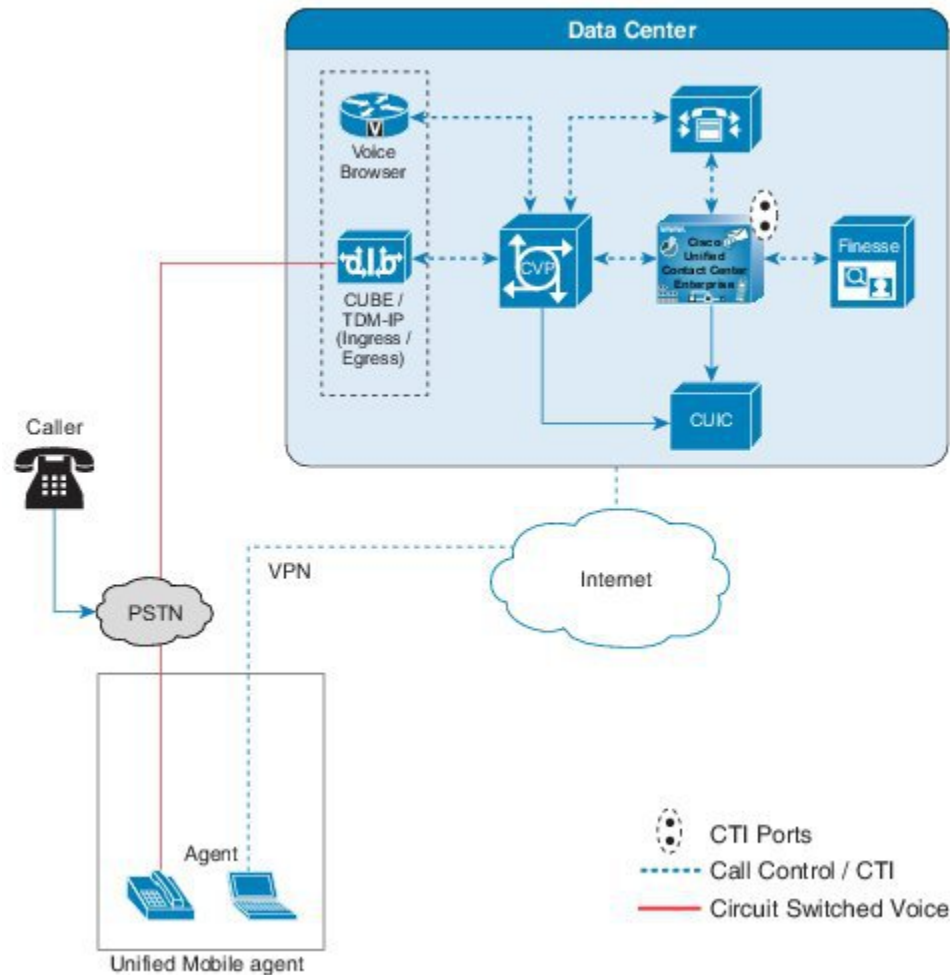 Data Center
V
Voice
Browser
CVP
Cisco
Unified
Contact Center
Enterprise
Finesse
CUBE /
TDM-IP
(Ingress /
Egress)
CUIC
Caller
VPN
Internet
PSTN
Agent
Unified Mobile agent
CTI Ports
Call Control / CTI
Circuit Switched Voice